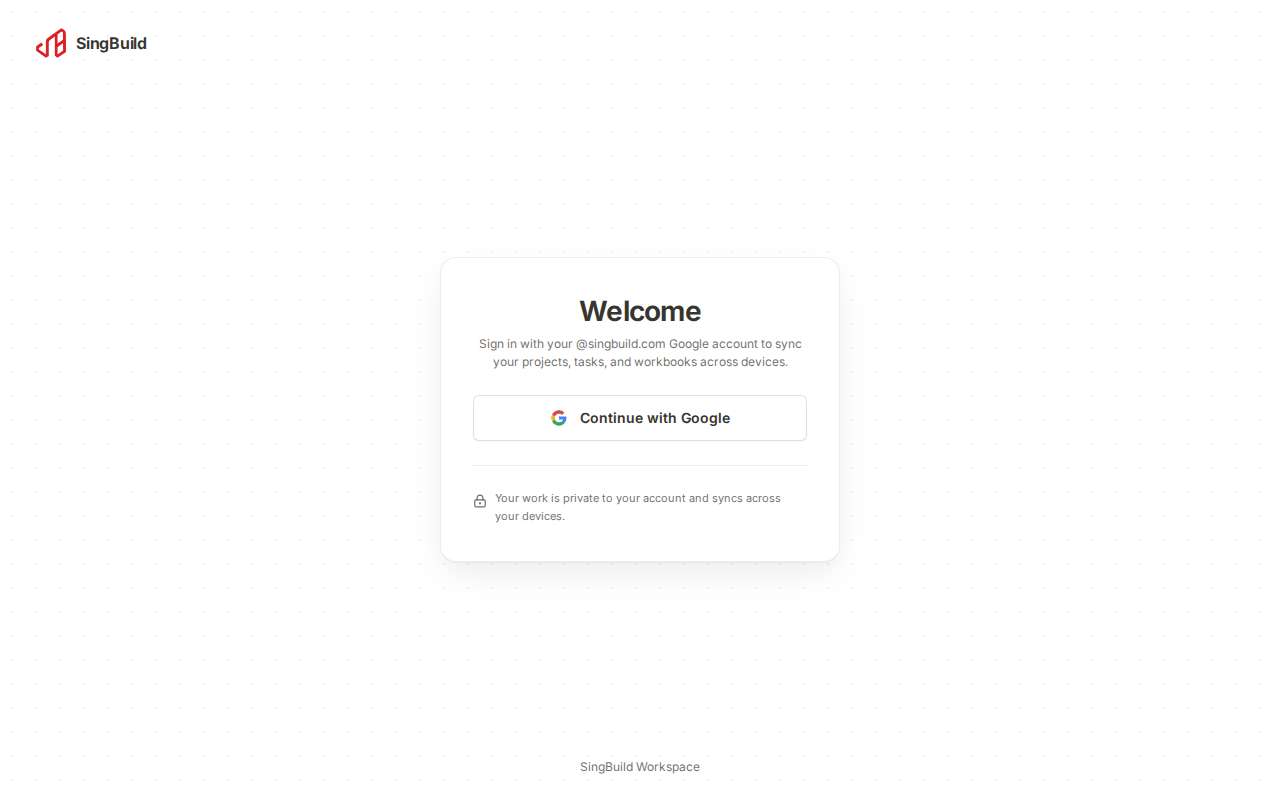 SingBuild
Welcome
Sign in with your @singbuild.com Google account to sync
your projects, tasks, and workbooks across devices.
Continue with Google
Your work is private to your account and syncs across
your devices.
SingBuild Workspace